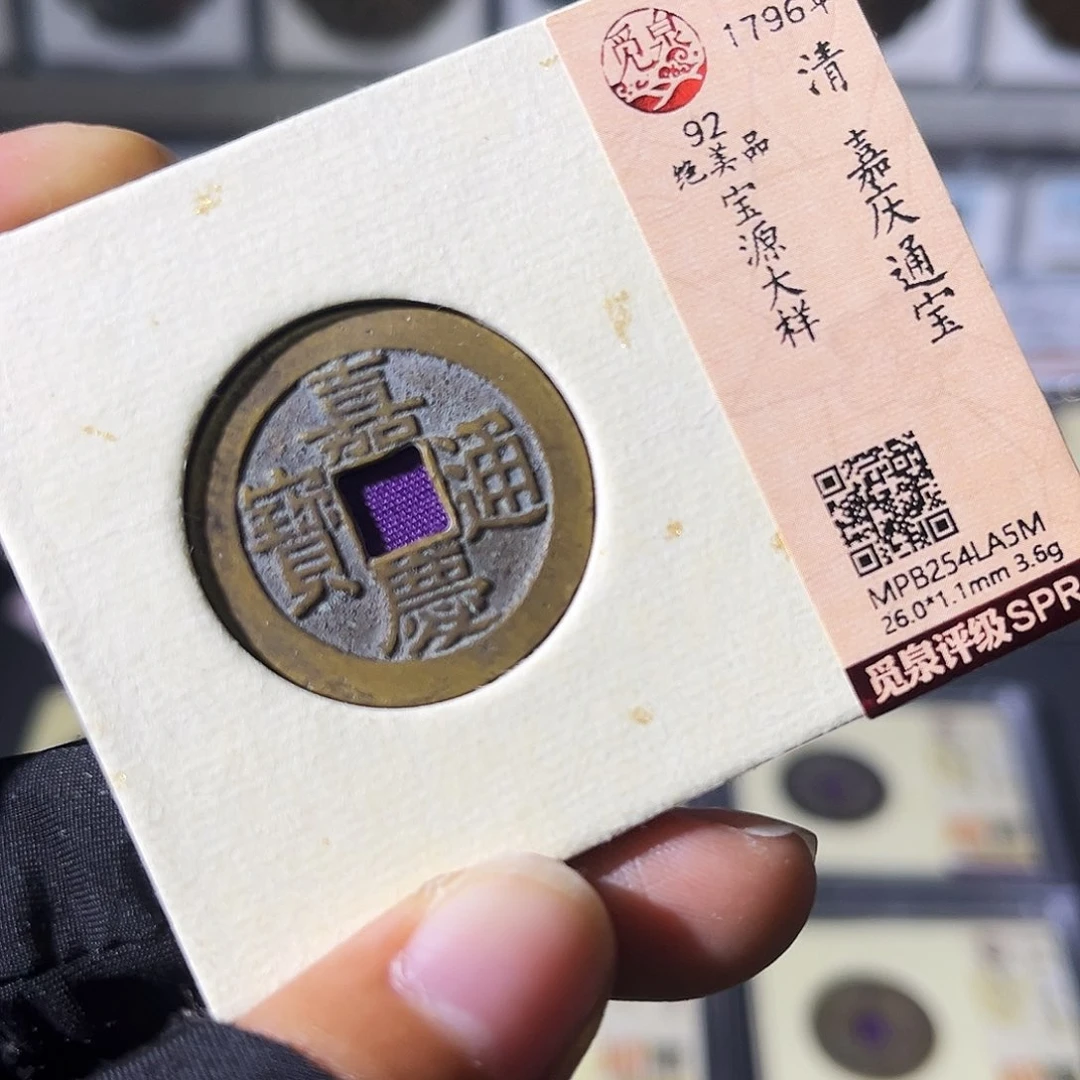 嘉慶通寶
觅泉
1796年
清 嘉庆通宝
92
绝美品
宝源大样
MPB254LA5M
26.0*1.1mm 3.6g
觅泉评级SPR